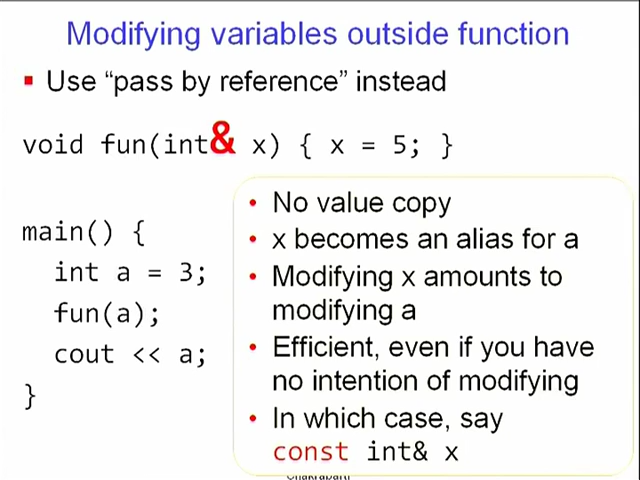 Modifying variables outside function
Use “pass by reference” instead
void fun(int& x) { x = 5; }
main() {
int a = 3;
fun(a);
cout << a;
}
No value copy
x becomes an alias for a
Modifying x amounts to
modifying a
Efficient, even if you have
no intention of modifying
In which case, say
const int& x
Chakrabarti